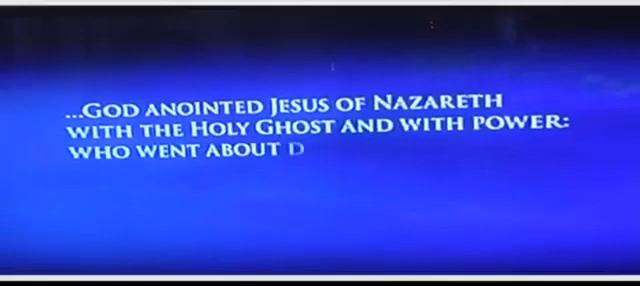 ...GOD ANOINTED JESUS OF NAZARETH
WITH THE HOLY GHOST AND WITH POWER:
WHO WENT ABOUT D